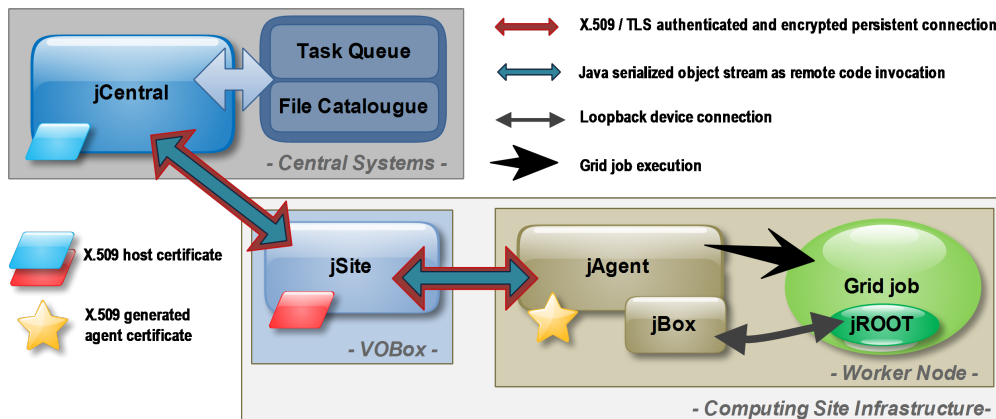 jCentral
Task Queue
File Catalougue
- Central Systems -
X.509 / TLS authenticated and encrypted persistent connection
Java serialized object stream as remote code invocation
Loopback device connection
Grid job execution
X.509 host certificate
X.509 generated
agent certificate
jSite
- VOBox -
jAgent
jBox
Grid job
jROOT
- Worker Node -
- Computing Site Infrastructure-